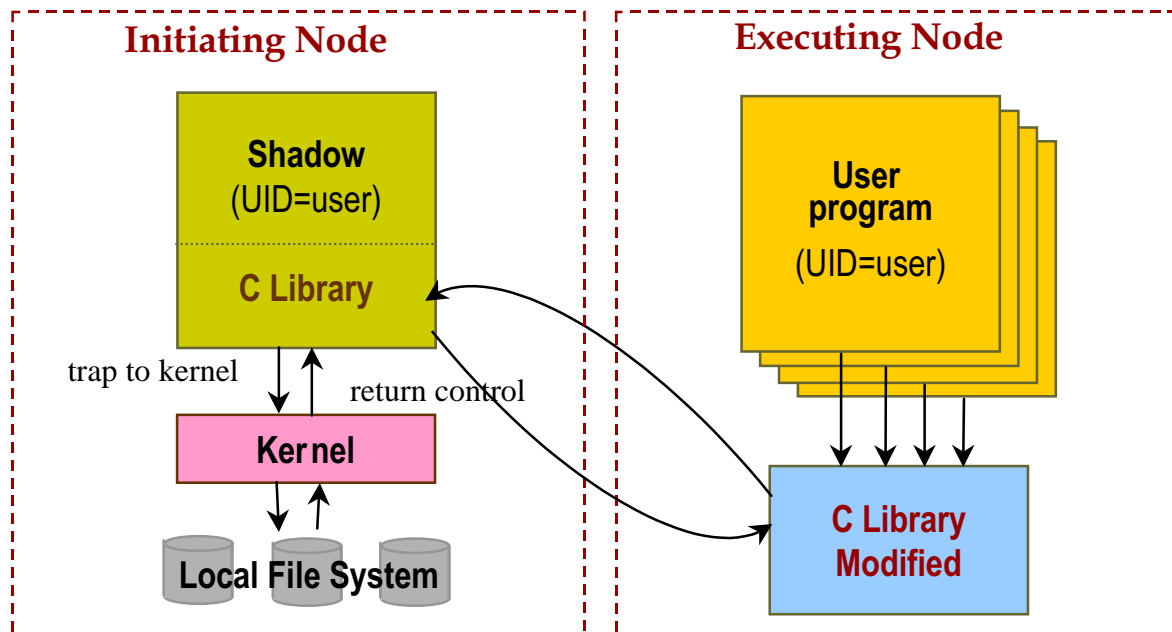 Initiating Node
Shadow
(UID=user)
C Library
trap to kernel
return control
Kernel
Local File System
Executing Node
User
program
(UID=user)
C Library
Modified